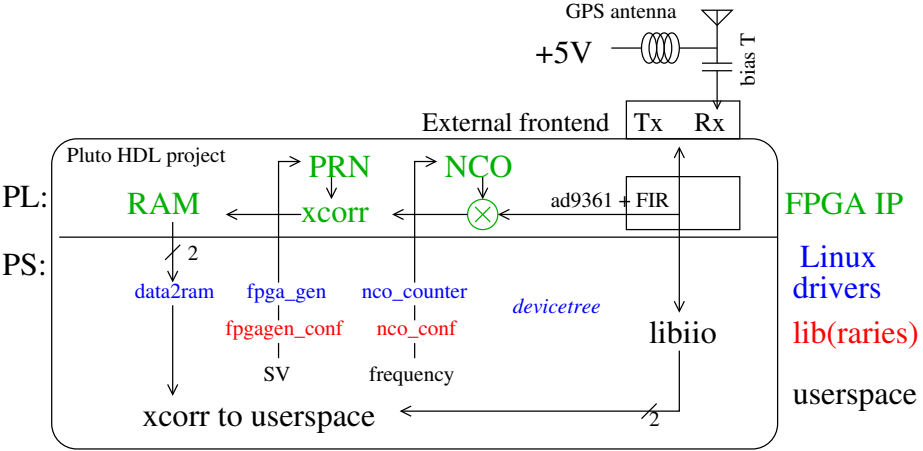 GPS antenna
+5V
bias T
External frontend
Tx
Rx
Pluto HDL project
PRN
NCO
PL:
RAM
xcorr
ad9361 + FIR
FPGA IP
PS:
2
Linux
drivers
data2ram
fpga_gen
nco_counter
devicetree
fpgagen_conf
nco_conf
libiio
lib(raries)
SV
frequency
userspace
xcorr to userspace
2